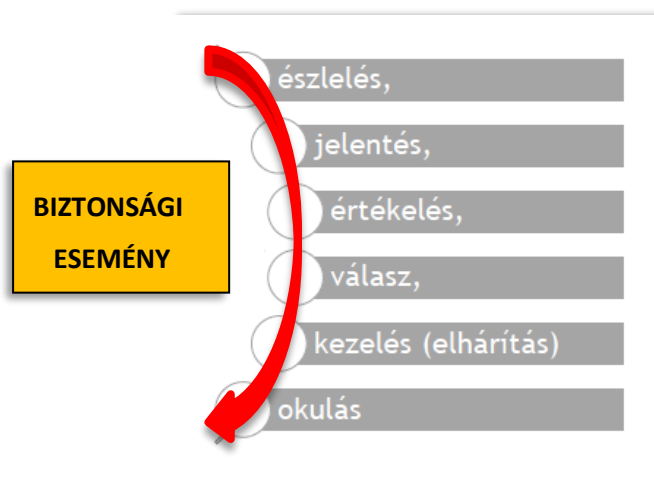 BIZTONSÁGI
ESEMÉNY
észlelés,
jelentés,
értékelés,
válasz,
kezelés (elhárítás)
okulás